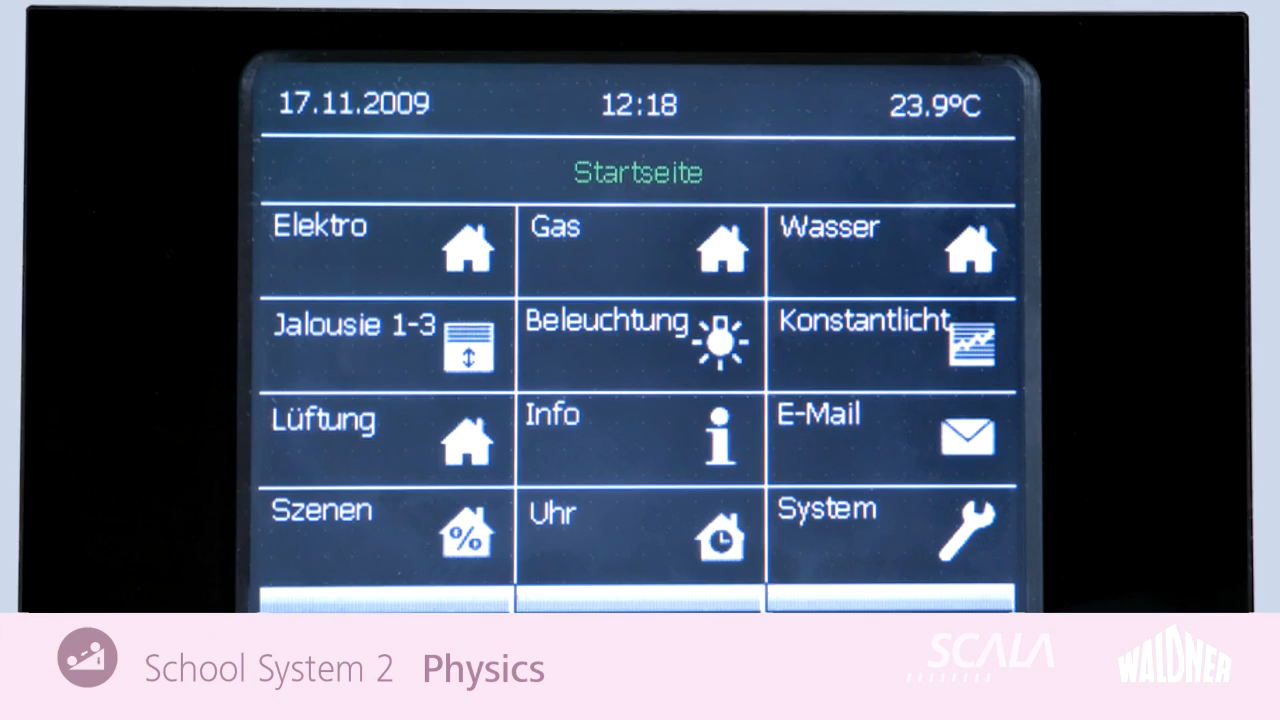 17.11.2009 12:18 23.9ºC
Startseite
Elektro Gas Wasser
Jalousie 1-3 Beleuchtung Konstantlicht
Lüftung Info E-Mail
Szenen Uhr System
School System 2 Physics
SCALA
WALDNER